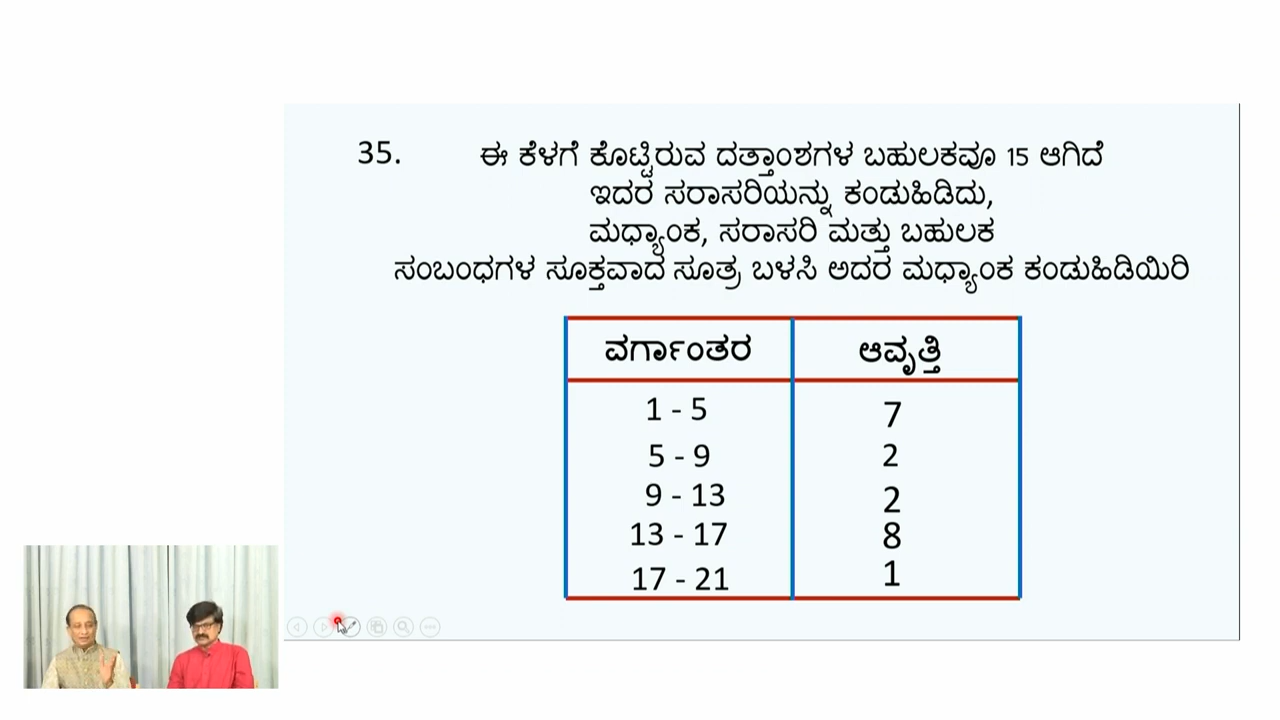 35. ಈ ಕೆಳಗೆ ಕೊಟ್ಟಿರುವ ದತ್ತಾಂಶಗಳ ಬಹುಲಕವೂ 15 ಆಗಿದೆ
ಇದರ ಸರಾಸರಿಯನ್ನು ಕಂಡುಹಿಡಿದು,
ಮಧ್ಯಾಂಕ, ಸರಾಸರಿ ಮತ್ತು ಬಹುಲಕ
ಸಂಬಂಧಗಳ ಸೂಕ್ತವಾದ ಸೂತ್ರ ಬಳಸಿ ಅದರ ಮಧ್ಯಾಂಕ ಕಂಡುಹಿಡಿಯಿರಿ
ವರ್ಗಾಂತರ ಆವೃತ್ತಿ
1 - 5 7
5 - 9 2
9 - 13 2
13 - 17 8
17 - 21 1